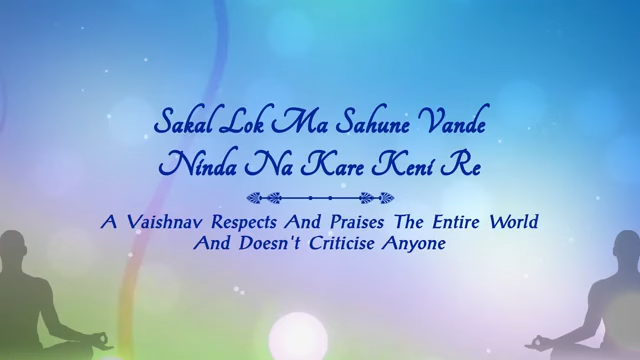 Sakal Lok Ma Sahune Vande
Ninda Na Kare Keni Re
A Vaishnav Respects And Praises The Entire World
And Doesn't Criticise Anyone